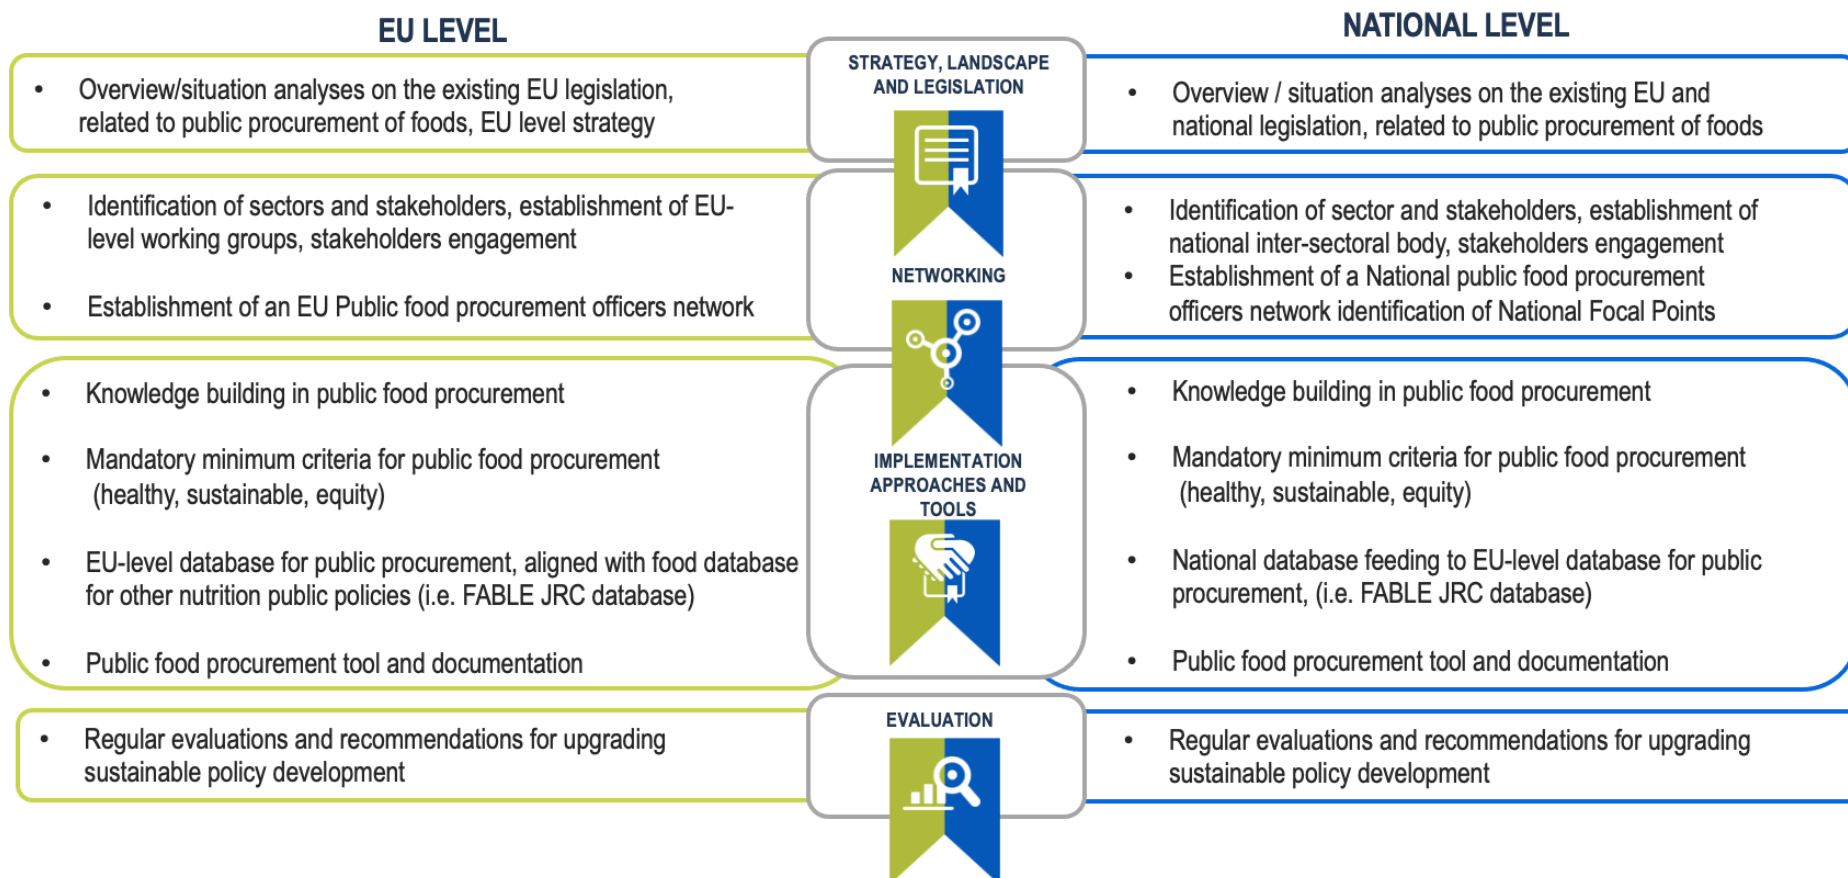 EU LEVEL
NATIONAL LEVEL
STRATEGY, LANDSCAPE
AND LEGISLATION
• Overview/situation analyses on the existing EU legislation,
related to public procurement of foods, EU level strategy
• Overview / situation analyses on the existing EU and
national legislation, related to public procurement of foods
NETWORKING
• Identification of sectors and stakeholders, establishment of EU-
level working groups, stakeholders engagement
• Establishment of an EU Public food procurement officers network
• Identification of sector and stakeholders, establishment of
national inter-sectoral body, stakeholders engagement
• Establishment of a National public food procurement
officers network identification of National Focal Points
IMPLEMENTATION
APPROACHES AND
TOOLS
• Knowledge building in public food procurement
• Mandatory minimum criteria for public food procurement
(healthy, sustainable, equity)
• EU-level database for public procurement, aligned with food database
for other nutrition public policies (i.e. FABLE JRC database)
• Public food procurement tool and documentation
• Knowledge building in public food procurement
• Mandatory minimum criteria for public food procurement
(healthy, sustainable, equity)
• National database feeding to EU-level database for public
procurement, (i.e. FABLE JRC database)
• Public food procurement tool and documentation
EVALUATION
• Regular evaluations and recommendations for upgrading
sustainable policy development
• Regular evaluations and recommendations for upgrading
sustainable policy development